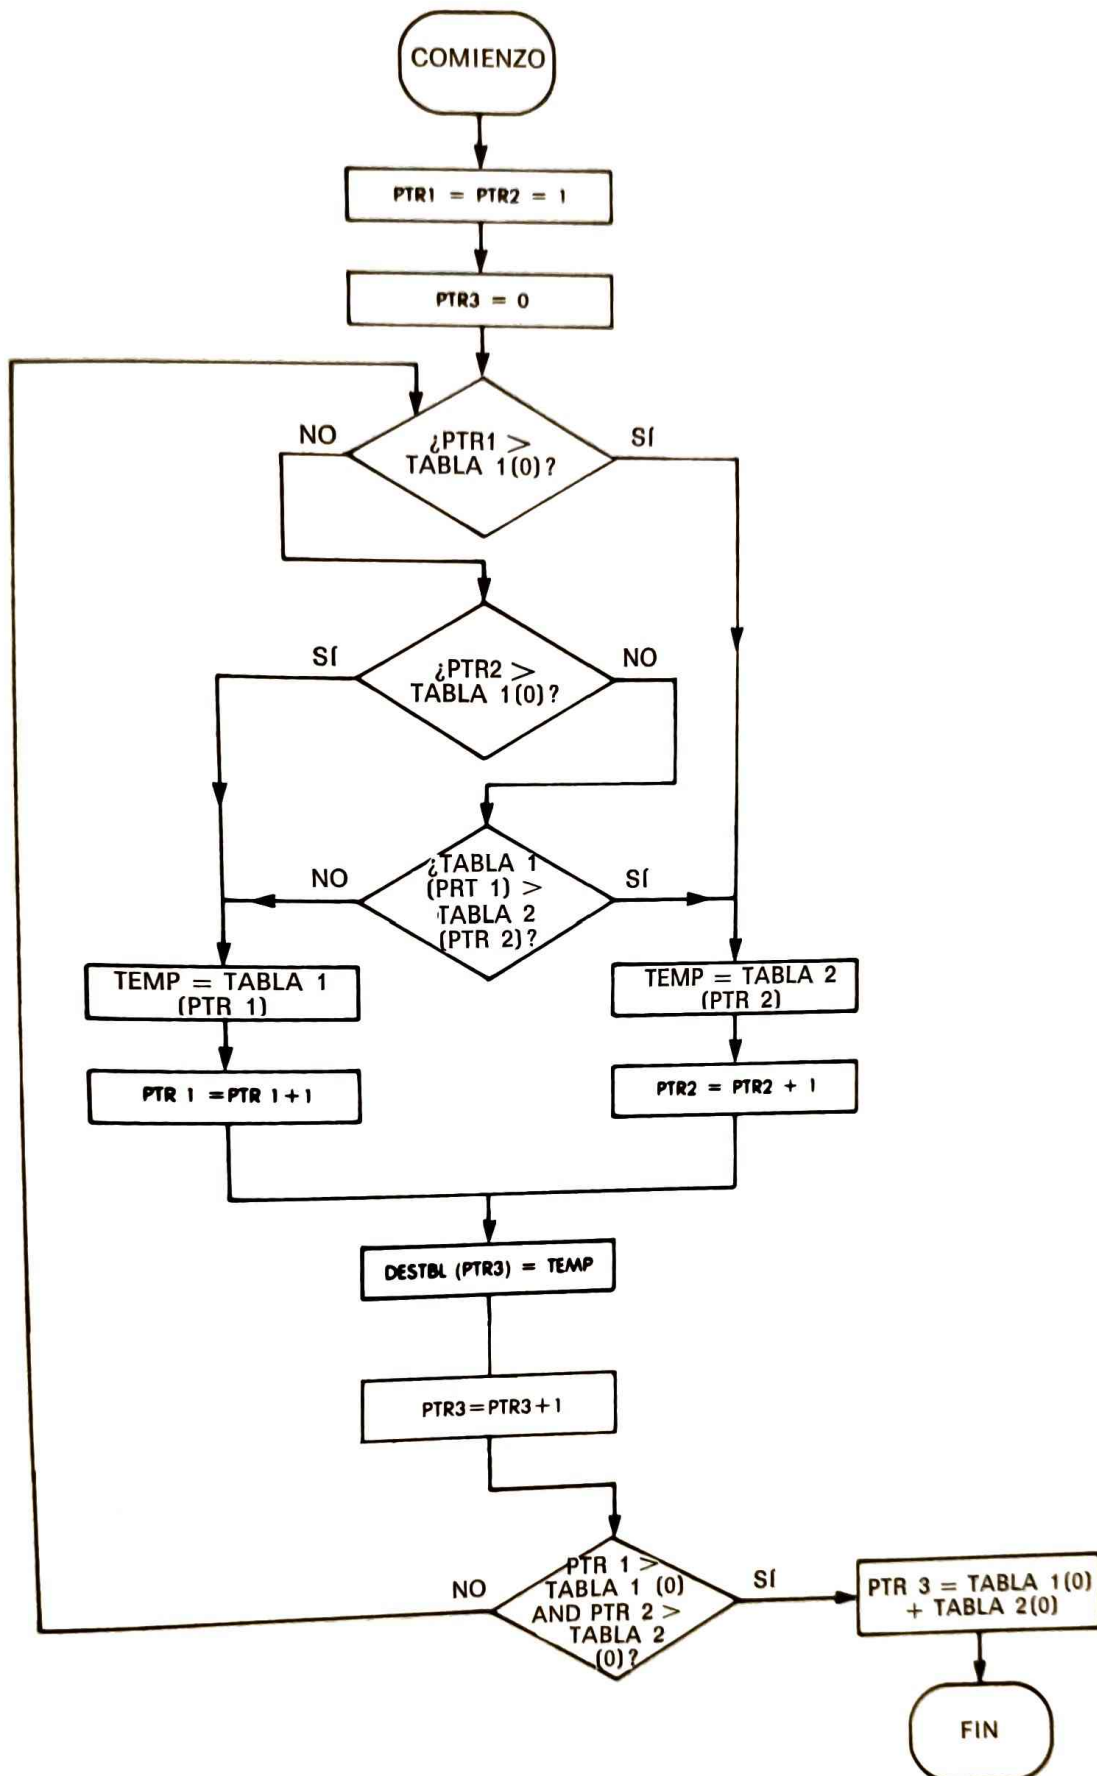 COMIENZO
PTR1 = PTR2 = 1
PTR3 = 0
NO
¿PTR1 >
TABLA 1(0)?
SÍ
SÍ
¿PTR2 >
TABLA 1(0)?
NO
NO
¿TABLA 1
(PRT 1) >
TABLA 2
(PTR 2)?
SÍ
TEMP = TABLA 1
(PTR 1)
TEMP = TABLA 2
(PTR 2)
PTR 1 = PTR 1+1
PTR2 = PTR2 + 1
DESTBL (PTR3) = TEMP
PTR3=PTR3+1
NO
PTR 1 >
TABLA 1 (0)
AND PTR 2 >
TABLA 2
(0)?
SÍ
PTR 3 = TABLA 1(0)
+ TABLA 2(0)
FIN